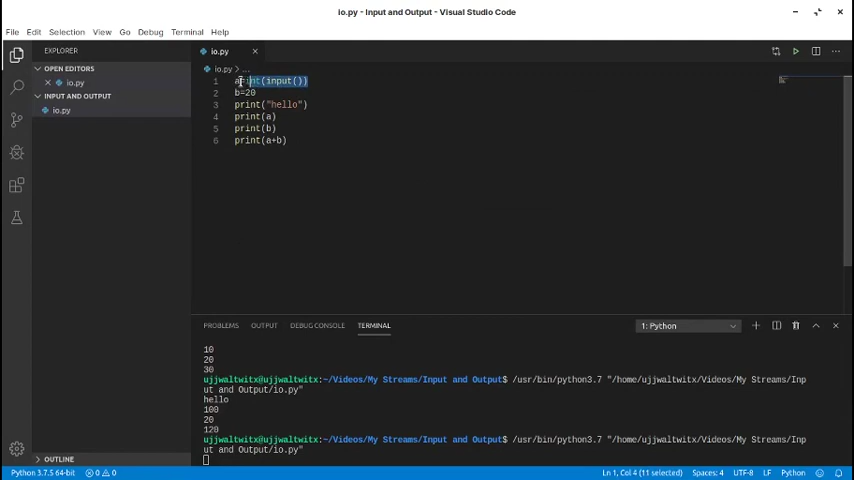 io.py - Input and Output - Visual Studio Code
File Edit Selection View Go Debug Terminal Help
EXPLORER
OPEN EDITORS
io.py
INPUT AND OUTPUT
io.py
OUTLINE
io.py
io.py > ...
1 a=int(input())
2 b=20
3 print("hello")
4 print(a)
5 print(b)
6 print(a+b)
PROBLEMS OUTPUT DEBUG CONSOLE TERMINAL 1: Python
10
20
30
ujjwaltwitx@ujjwaltwitx:~/Videos/My Streams/Input and Output$ /usr/bin/python3.7 "/home/ujjwaltwitx/Videos/My Streams/Inp
ut and Output/io.py"
hello
100
20
120
ujjwaltwitx@ujjwaltwitx:~/Videos/My Streams/Input and Output$ /usr/bin/python3.7 "/home/ujjwaltwitx/Videos/My Streams/Inp
ut and Output/io.py"
Python 3.7.5 64-bit 0 0 Ln 1, Col 4 (11 selected) Spaces: 4 UTF-8 LF Python